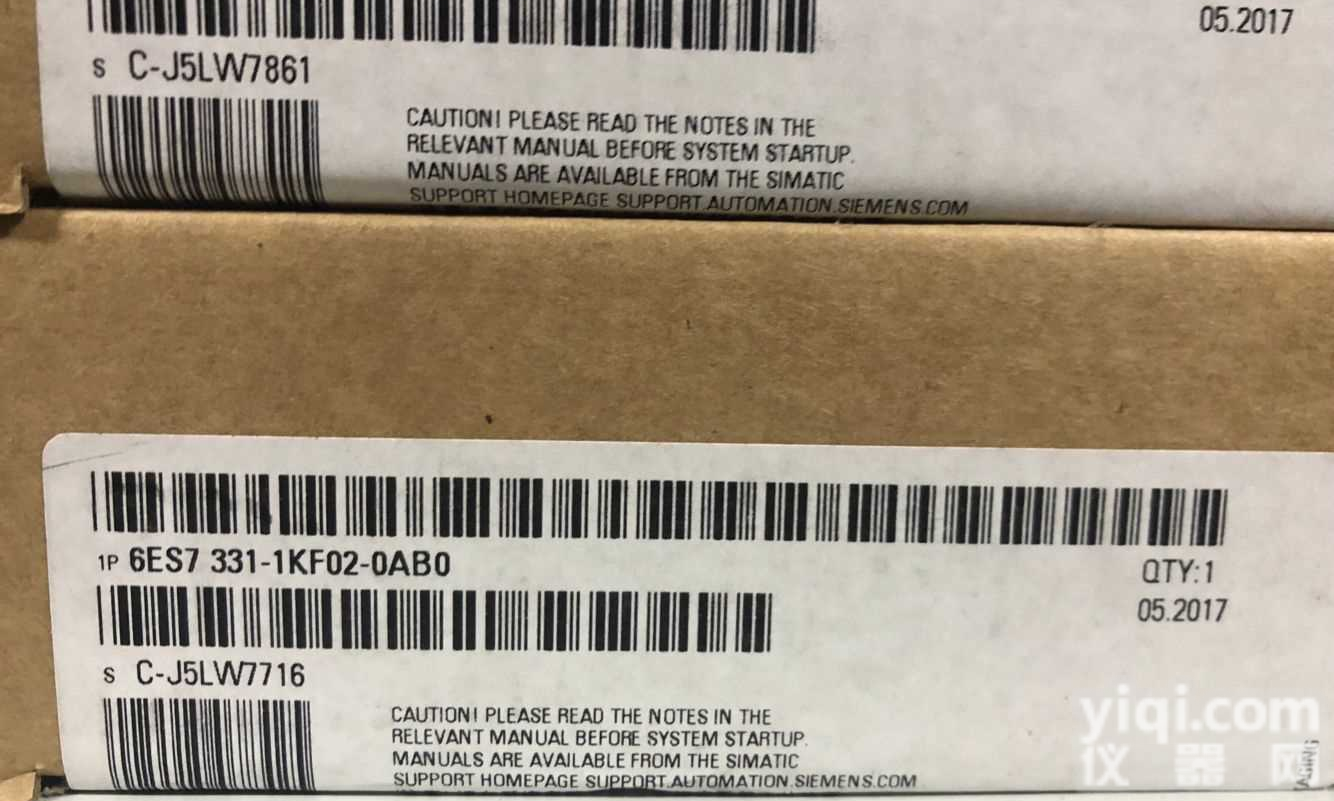 05.2017
S C-J5LW7861
CAUTION! PLEASE READ THE NOTES IN THE
RELEVANT MANUAL BEFORE SYSTEM STARTUP.
MANUALS ARE AVAILABLE FROM THE SIMATIC
SUPPORT HOMEPAGE SUPPORT.AUTOMATION.SIEMENS.COM
1P 6ES7 331-1KF02-0AB0
QTY:1
05.2017
S C-J5LW7716
CAUTION! PLEASE READ THE NOTES IN THE
RELEVANT MANUAL BEFORE SYSTEM STARTUP.
MANUALS ARE AVAILABLE FROM THE SIMATIC
SUPPORT HOMEPAGE SUPPORT.AUTOMATION.SIEMENS.COM
yiqi.com
仪器网